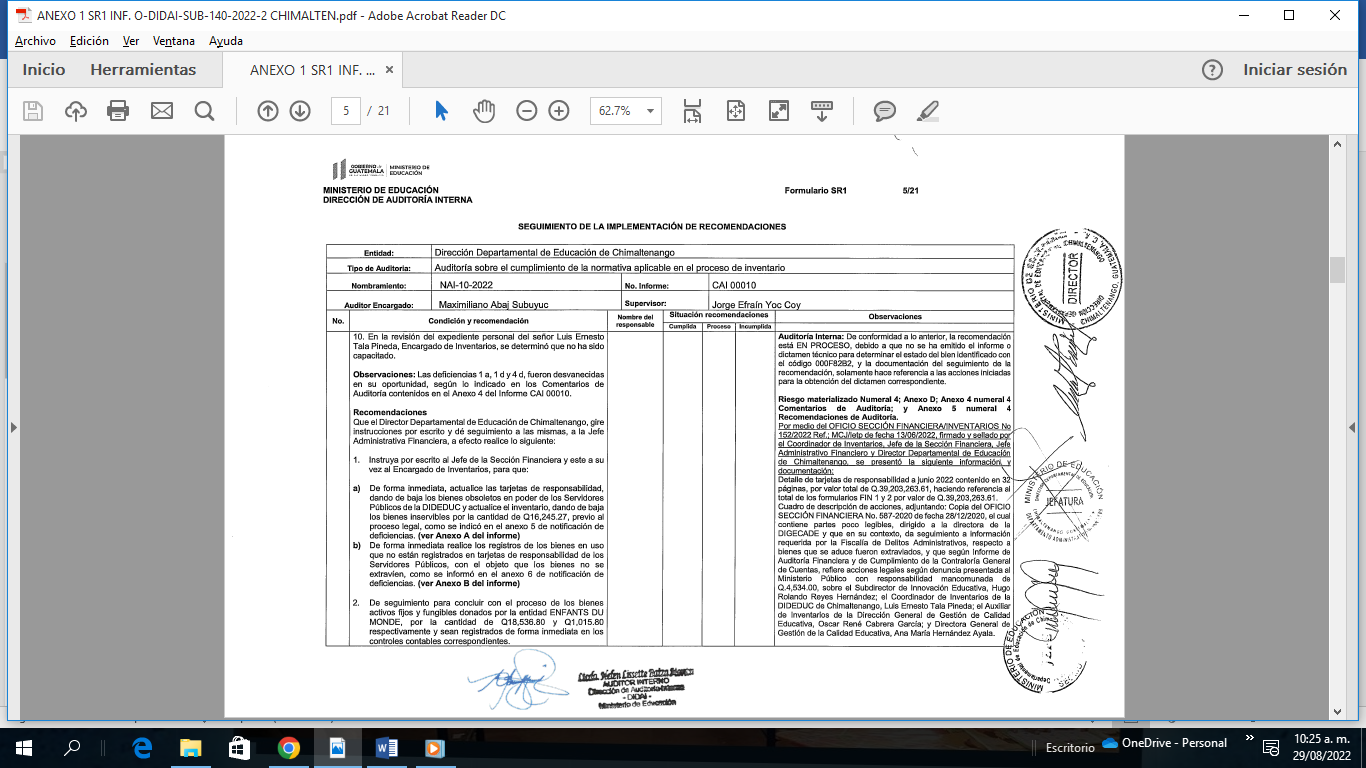 ANEXO 1 SR1 INF. O-DIDAI-SUB-140-2022-2 CHIMALTEN.pdf - Adobe Acrobat Reader DC
Archivo Edición Ver Ventana Ayuda
Inicio Herramientas ANEXO 1 SR1 INF. ... × Iniciar sesión
5 / 21 62.7%
GOBIERNO de GUATEMALA MINISTERIO DE EDUCACIÓN
MINISTERIO DE EDUCACIÓN
DIRECCIÓN DE AUDITORÍA INTERNA
Formulario SR1 5/21
SEGUIMIENTO DE LA IMPLEMENTACIÓN DE RECOMENDACIONES
Entidad: Dirección Departamental de Educación de Chimaltenango
Tipo de Auditoría: Auditoría sobre el cumplimiento de la normativa aplicable en el proceso de inventario
Nombramiento: NAI-10-2022 No. Informe: CAI 00010
Auditor Encargado: Maximiliano Abaj Subuyuc Supervisor: Jorge Efraín Yoc Coy
No. Condición y recomendación Nombre del responsable Situación recomendaciones Observaciones
Cumplida Proceso Incumplida
10. En la revisión del expediente personal del señor Luis Ernesto
Tala Pineda, Encargado de Inventarios, se determinó que no ha sido
capacitado.
Observaciones: Las deficiencias 1 a, 1 d y 4 d, fueron desvanecidas
en su oportunidad, según lo indicado en los Comentarios de
Auditoría contenidos en el Anexo 4 del Informe CAI 00010.
Recomendaciones
Que el Director Departamental de Educación de Chimaltenango, gire
instrucciones por escrito y dé seguimiento a las mismas, a la Jefe
Administrativa Financiera, a efecto realice lo siguiente:
1. Instruya por escrito al Jefe de la Sección Financiera y este a su
vez al Encargado de Inventarios, para que:
a) De forma inmediata, actualice las tarjetas de responsabilidad,
dando de baja los bienes obsoletos en poder de los Servidores
Públicos de la DIDEDUC y actualice el inventario, dando de baja
los bienes inservibles por la cantidad de Q16,245.27, previo al
proceso legal, como se indicó en el anexo 5 de notificación de
deficiencias. (ver Anexo A del informe)
b) De forma inmediata realice los registros de los bienes en uso
que no están registrados en tarjetas de responsabilidad de los
Servidores Públicos, con el objeto que los bienes no se
extravíen, como se informó en el anexo 6 de notificación de
deficiencias. (ver Anexo B del informe)
2. De seguimiento para concluir con el proceso de los bienes
activos fijos y fungibles donados por la entidad ENFANTS DU
MONDE, por la cantidad de Q18,536.80 y Q1,015.80
respectivamente y sean registrados de forma inmediata en los
controles contables correspondientes.
Auditoría Interna: De conformidad a lo anterior, la recomendación
está EN PROCESO, debido a que no se ha emitido el informe o
dictamen técnico para determinar el estado del bien identificado con
el código 000F82B2, y la documentación del seguimiento de la
recomendación, solamente hace referencia a las acciones iniciadas
para la obtención del dictamen correspondiente.
Riesgo materializado Numeral 4; Anexo D; Anexo 4 numeral 4
Comentarios de Auditoría; y Anexo 5 numeral 4
Recomendaciones de Auditoría.
Por medio del OFICIO SECCIÓN FINANCIERA/INVENTARIOS No
152/2022 Ref.; MCJ/letp de fecha 13/06/2022, firmado y sellado por
el Coordinador de Inventarios, Jefe de la Sección Financiera, Jefe
Administrativo Financiero y Director Departamental de Educación
de Chimaltenango, se presentó la siguiente información y
documentación:
Detalle de tarjetas de responsabilidad a junio 2022 contenido en 32
páginas, por valor total de Q.39,203,263.61, haciendo referencia al
total de los formularios FIN 1 y 2 por valor de Q.39,203,263.61.
Cuadro de descripción de acciones, adjuntando: Copia del OFICIO
SECCIÓN FINANCIERA No. 587-2020 de fecha 28/12/2020, el cual
contiene partes poco legibles, dirigido a la directora de la
DIGECADE y que en su contexto, da seguimiento a información
requerida por la Fiscalía de Delitos Administrativos, respecto a
bienes que se aduce fueron extraviados, y que según Informe de
Auditoría Financiera y de Cumplimiento de la Contraloría General
de Cuentas, refiere acciones legales según denuncia presentada al
Ministerio Público con responsabilidad mancomunada de
Q.4,534.00, sobre el Subdirector de Innovación Educativa, Hugo
Rolando Reyes Hernández; el Coordinador de Inventarios de la
DIDEDUC de Chimaltenango, Luis Ernesto Tala Pineda; el Auxiliar
de Inventarios de la Dirección General de Gestión de Calidad
Educativa, Oscar René Cabrera García; y Directora General de
Gestión de la Calidad Educativa, Ana María Hernández Ayala.
DIRECTOR
JEFATURA
AUDITOR INTERNO
Dirección de Auditoría Interna
- DIDAI -
Ministerio de Educación
Escritorio OneDrive - Personal
10:25 a. m.
29/08/2022